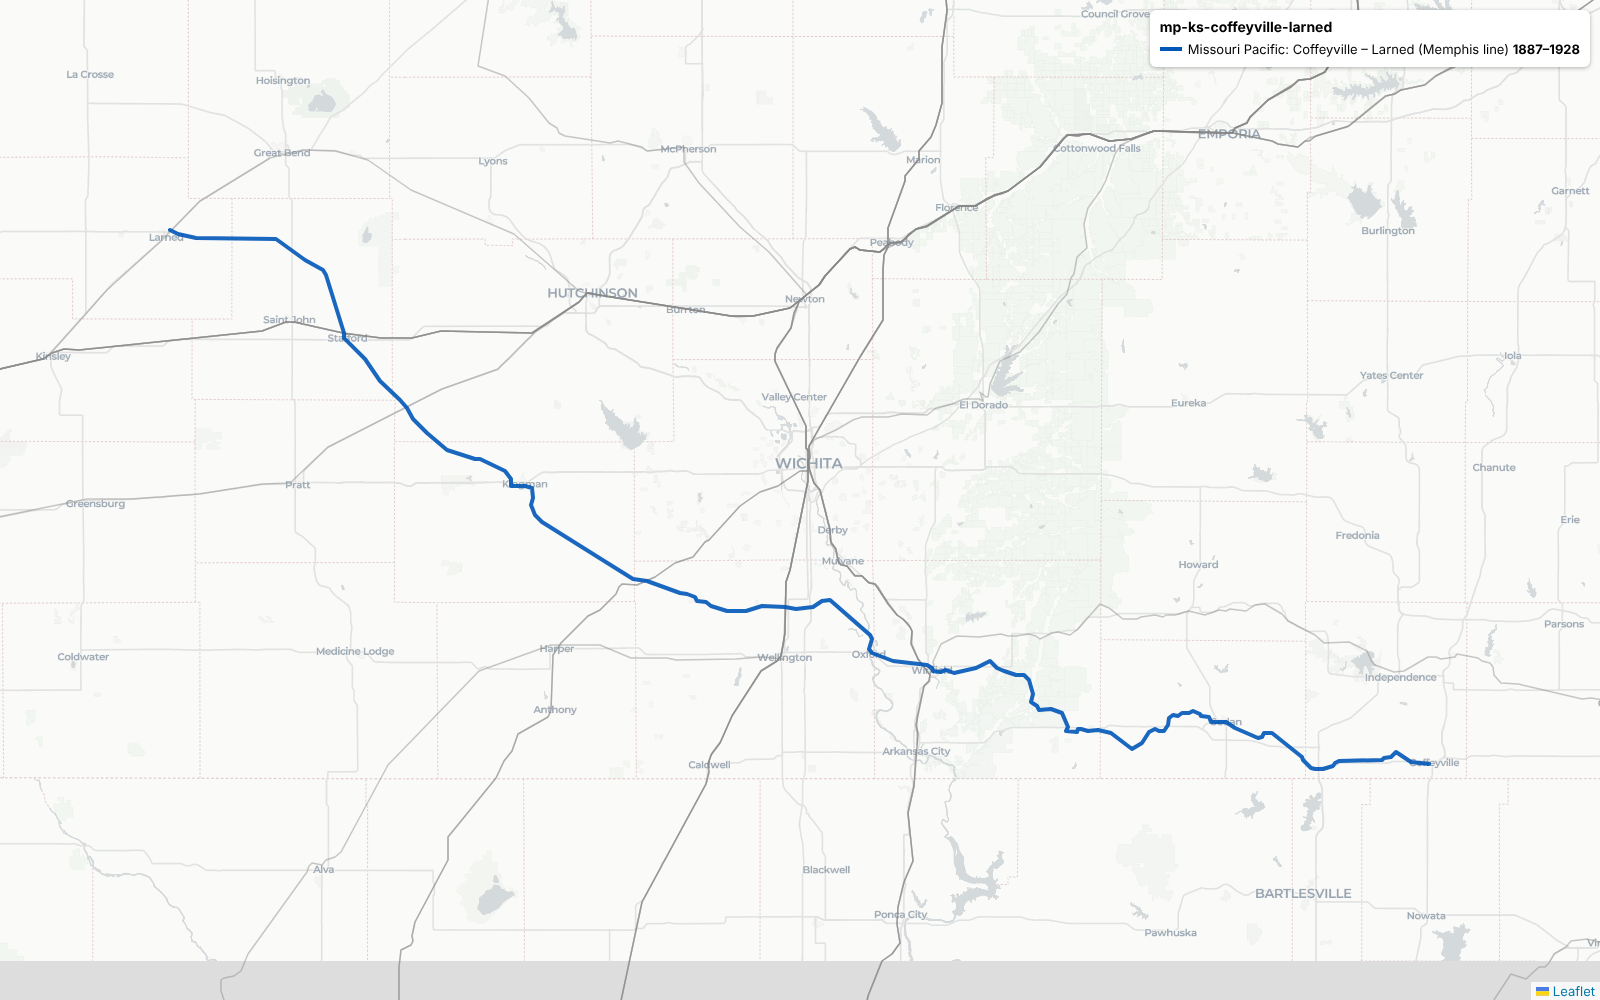 Council Grove
mp-ks-coffeyville-larned
Missouri Pacific: Coffeyville – Larned (Memphis line) 1887–1928
La Crosse
Hoisington
EMPORIA
Great Bend
Lyons
McPherson
Marion
Cottonwood Falls
Garnett
Florence
Burlington
Larned
Peabody
HUTCHINSON
Newton
Burrton
Saint John
Stafford
Kinsley
Iola
Yates Center
Valley Center
El Dorado
Eureka
WICHITA
Chanute
Kingman
Pratt
Greensburg
Erie
Derby
Fredonia
Mulvane
Howard
Parsons
Harper
Medicine Lodge
Coldwater
Wellington
Oxford
Winfield
Independence
Anthony
Sedan
Arkansas City
Caldwell
Coffeyville
Alva
Blackwell
BARTLESVILLE
Ponca City
Nowata
Pawhuska
Leaflet